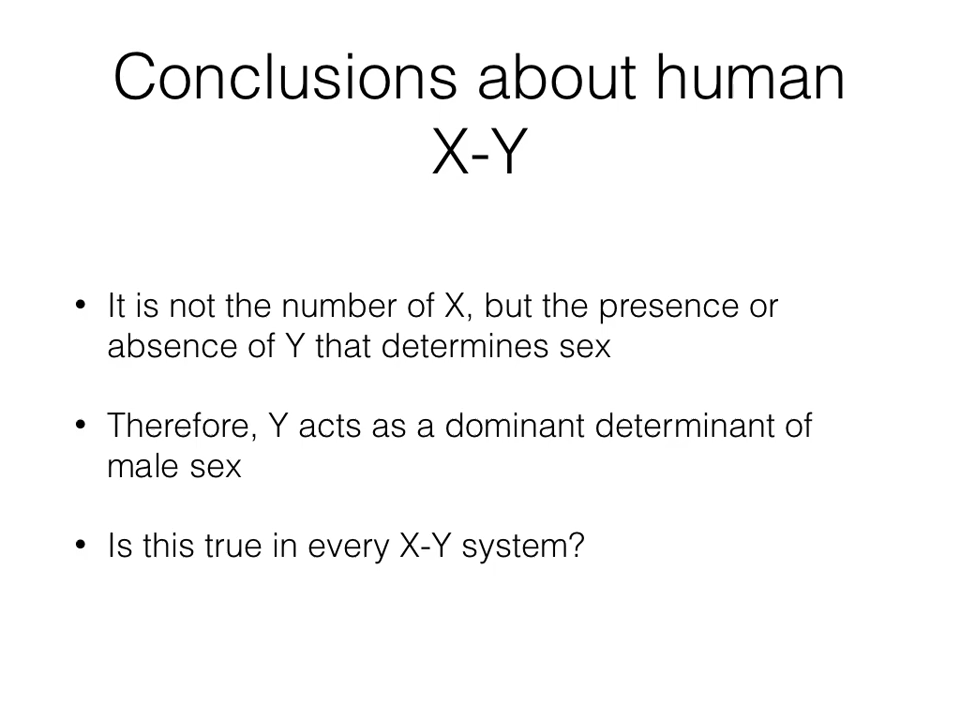 Conclusions about human
X-Y
• It is not the number of X, but the presence or
absence of Y that determines sex
• Therefore, Y acts as a dominant determinant of
male sex
• Is this true in every X-Y system?